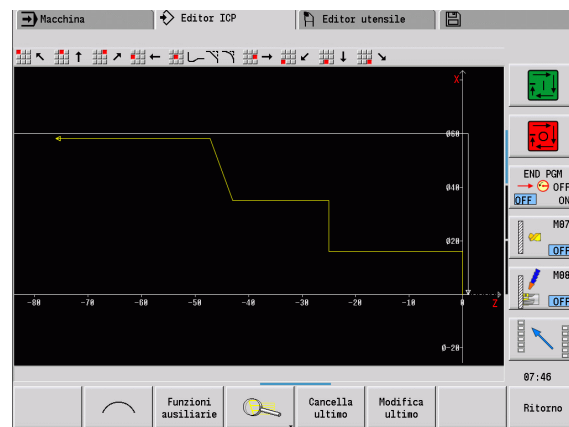 Macchina
Editor ICP
Editor utensile
X
Ø60
Ø40
Ø20
Ø-20
-80
-70
-60
-50
-40
-30
-20
-10
0
Z
END PGM
OFF
OFF ON
M07
OFF
M08
OFF
07:46
Funzioni ausiliarie
Cancella ultimo
Modifica ultimo
Ritorno